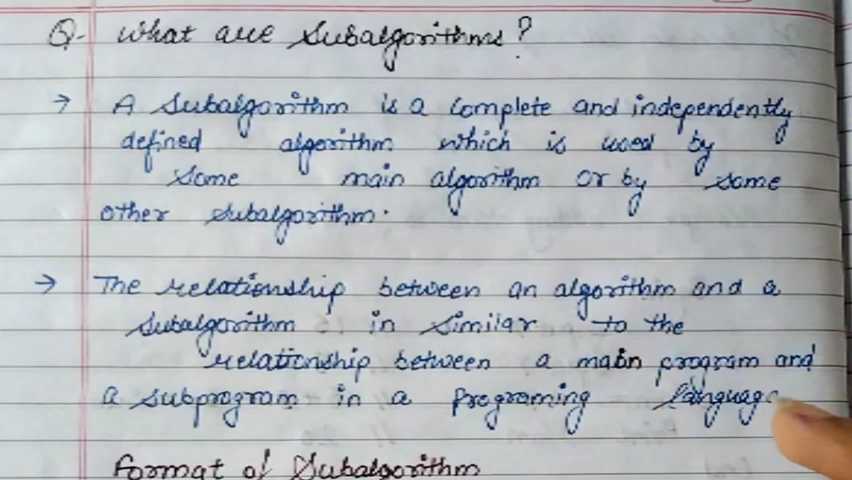 Q- What are Subalgorithms?
→ A Subalgorithm is a complete and independently
defined algorithm which is used by
some main algorithm or by some
other subalgorithm.
→ The relationship between an algorithm and a
subalgorithm in similar to the
relationship between a main program and
a subprogram in a Programing language
Format of Subalgorithm